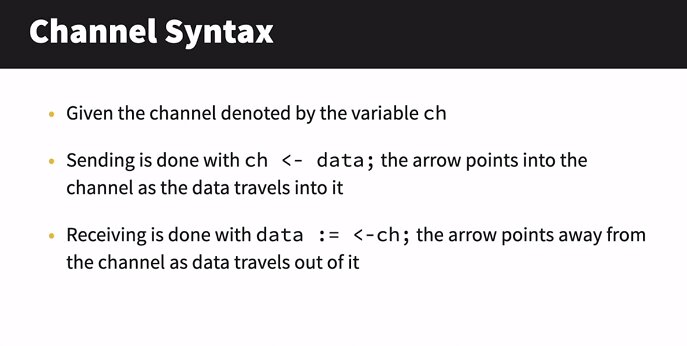 Channel Syntax
• Given the channel denoted by the variable ch
• Sending is done with ch <- data; the arrow points into the
channel as the data travels into it
• Receiving is done with data := <-ch; the arrow points away from
the channel as data travels out of it